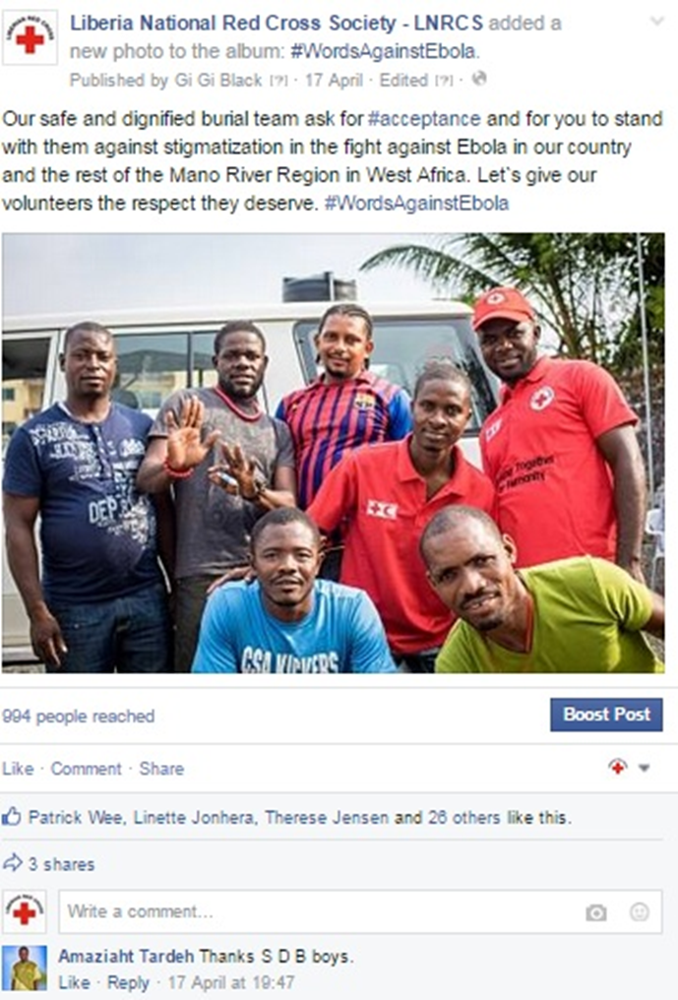 Liberia National Red Cross Society - LNRCS added a
new photo to the album: #WordsAgainstEbola.
Published by Gi Gi Black [?] · 17 April · Edited [?] ·
Our safe and dignified burial team ask for #acceptance and for you to stand
with them against stigmatization in the fight against Ebola in our country
and the rest of the Mano River Region in West Africa. Let`s give our
volunteers the respect they deserve. #WordsAgainstEbola
DEP
Together
Humanity
CSA KICKERS
994 people reached
Boost Post
Like · Comment · Share
Patrick Wee, Linette Jonhera, Therese Jensen and 26 others like this.
3 shares
Write a comment...
Amaziaht Tardeh Thanks S D B boys.
Like · Reply · 17 April at 19:47